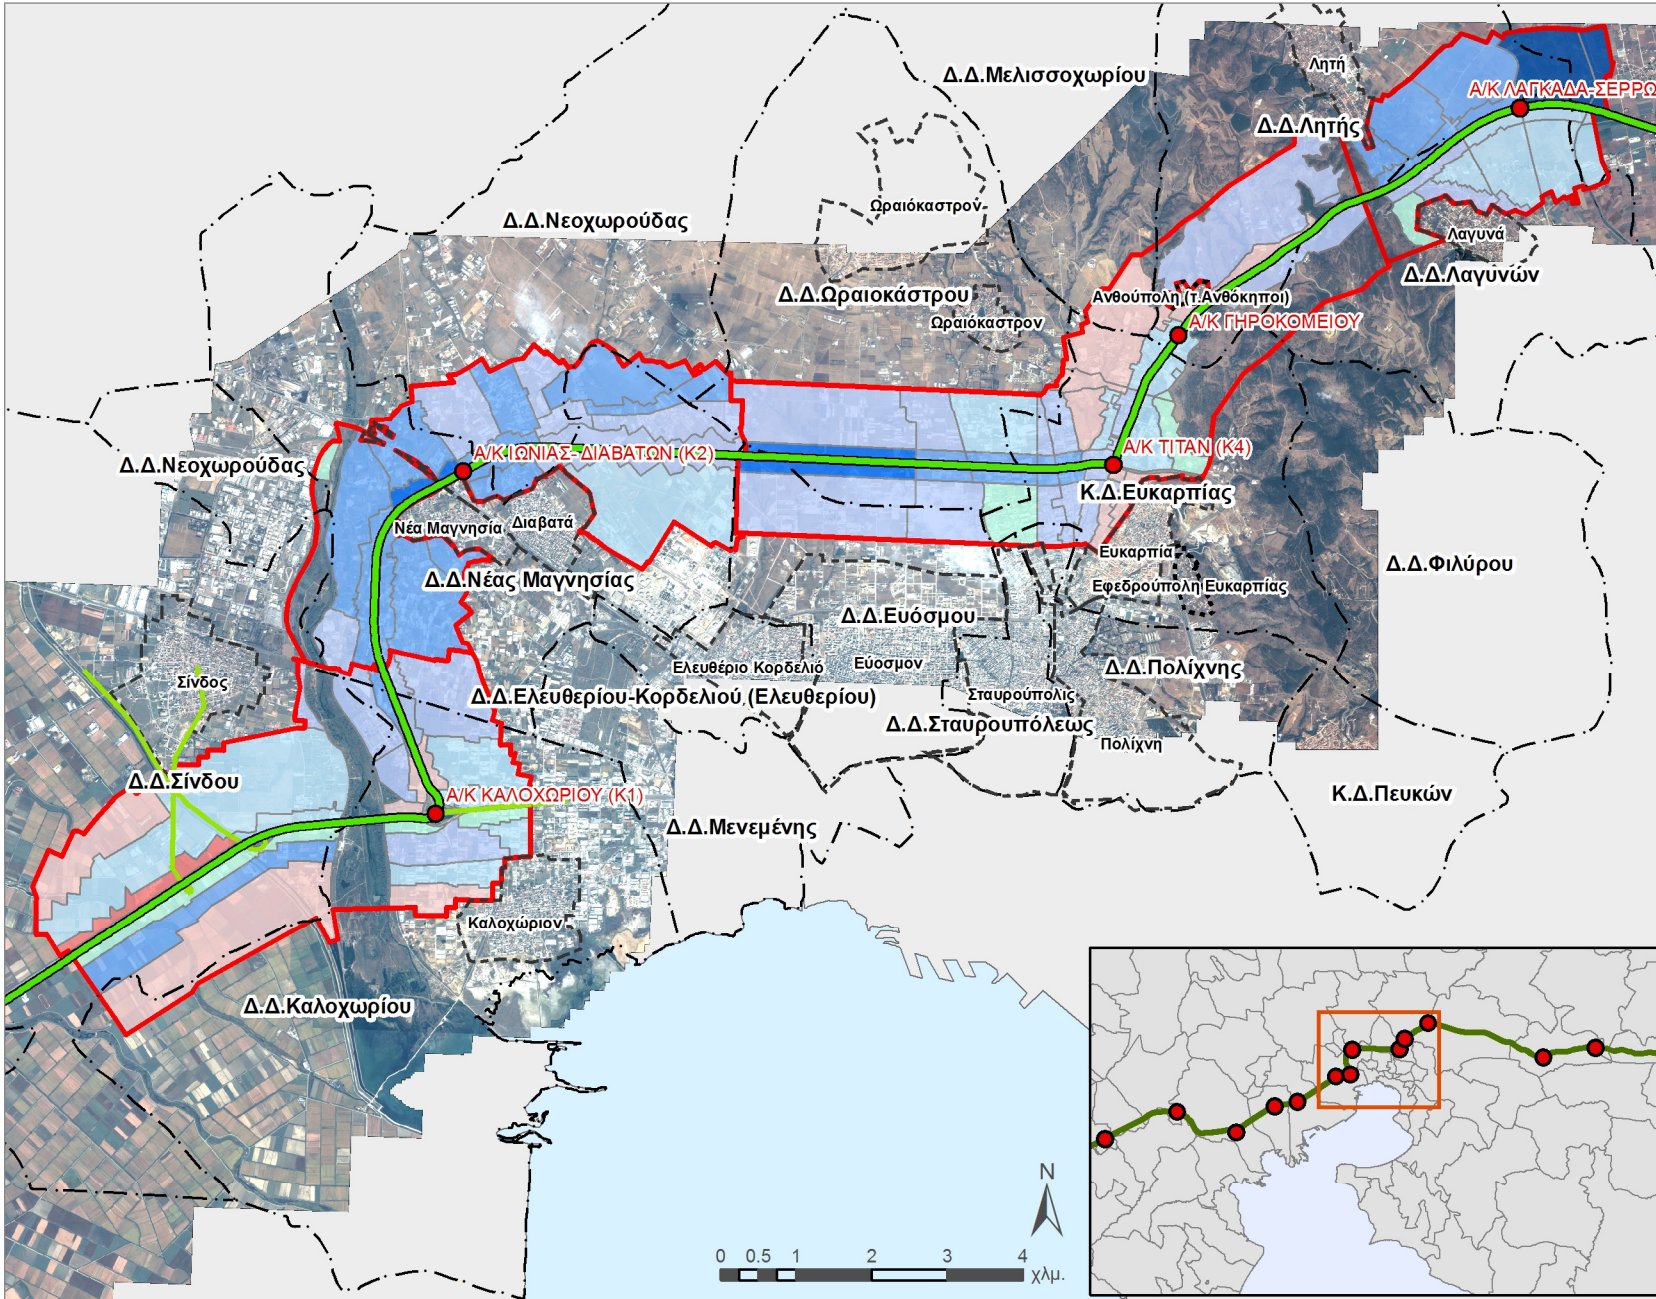 Λητή
Δ.Δ.Μελισσοχωρίου
Α/Κ ΛΑΓΚΑΔΑ-ΣΕΡΡΩ
Δ.Δ.Λητής
Ωραιόκαστρον
Δ.Δ.Νεοχωρούδας
Λαγυνά
Δ.Δ.Λαγυνών
Δ.Δ.Ωραιοκάστρου
Ανθούπολη (τ.Ανθόκηποι)
Ωραιόκαστρον
Α/Κ ΓΗΡΟΚΟΜΕΙΟΥ
Δ.Δ.Νεοχωρούδας
Α/Κ ΙΩΝΙΑΣ- ΔΙΑΒΑΤΩΝ (Κ2)
Α/Κ ΤΙΤΑΝ (Κ4)
Κ.Δ.Ευκαρπίας
Νέα Μαγνησία
Διαβατά
Ευκαρπία
Δ.Δ.Φιλύρου
Δ.Δ.Νέας Μαγνησίας
Εφεδρούπολη Ευκαρπίας
Δ.Δ.Ευόσμου
Ελευθέριο Κορδελιό
Εύοσμον
Δ.Δ.Πολίχνης
Σίνδος
Δ.Δ.Ελευθερίου-Κορδελιού (Ελευθερίου)
Σταυρούπολις
Δ.Δ.Σταυρουπόλεως
Πολίχνη
Δ.Δ.Σίνδου
Α/Κ ΚΑΛΟΧΩΡΙΟΥ (Κ1)
Κ.Δ.Πευκών
Δ.Δ.Μενεμένης
Καλοχώριον
Δ.Δ.Καλοχωρίου
N
0 0.5 1 2 3 4
χλμ.